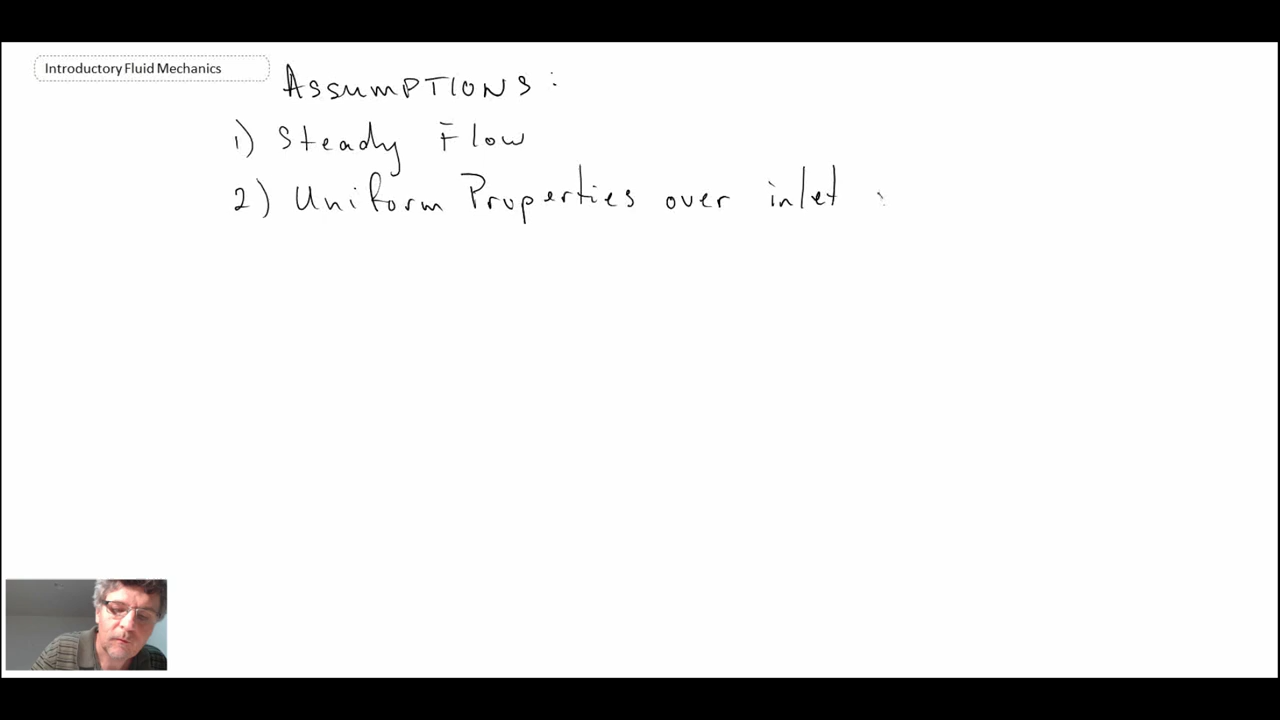 Introductory Fluid Mechanics
ASSUMPTIONS:
1) Steady Flow
2) Uniform Properties over inlet